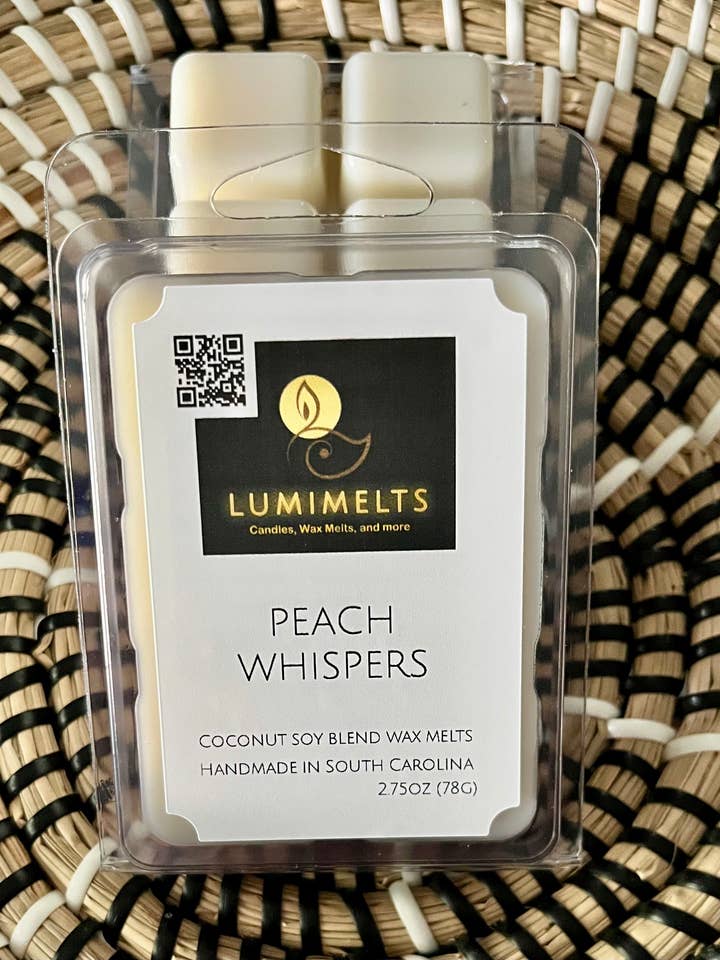 LUMIMELTS
Candles, Wax Melts, and more
PEACH
WHISPERS
COCONUT SOY BLEND WAX MELTS
HANDMADE IN SOUTH CAROLINA
2.75OZ (78G)